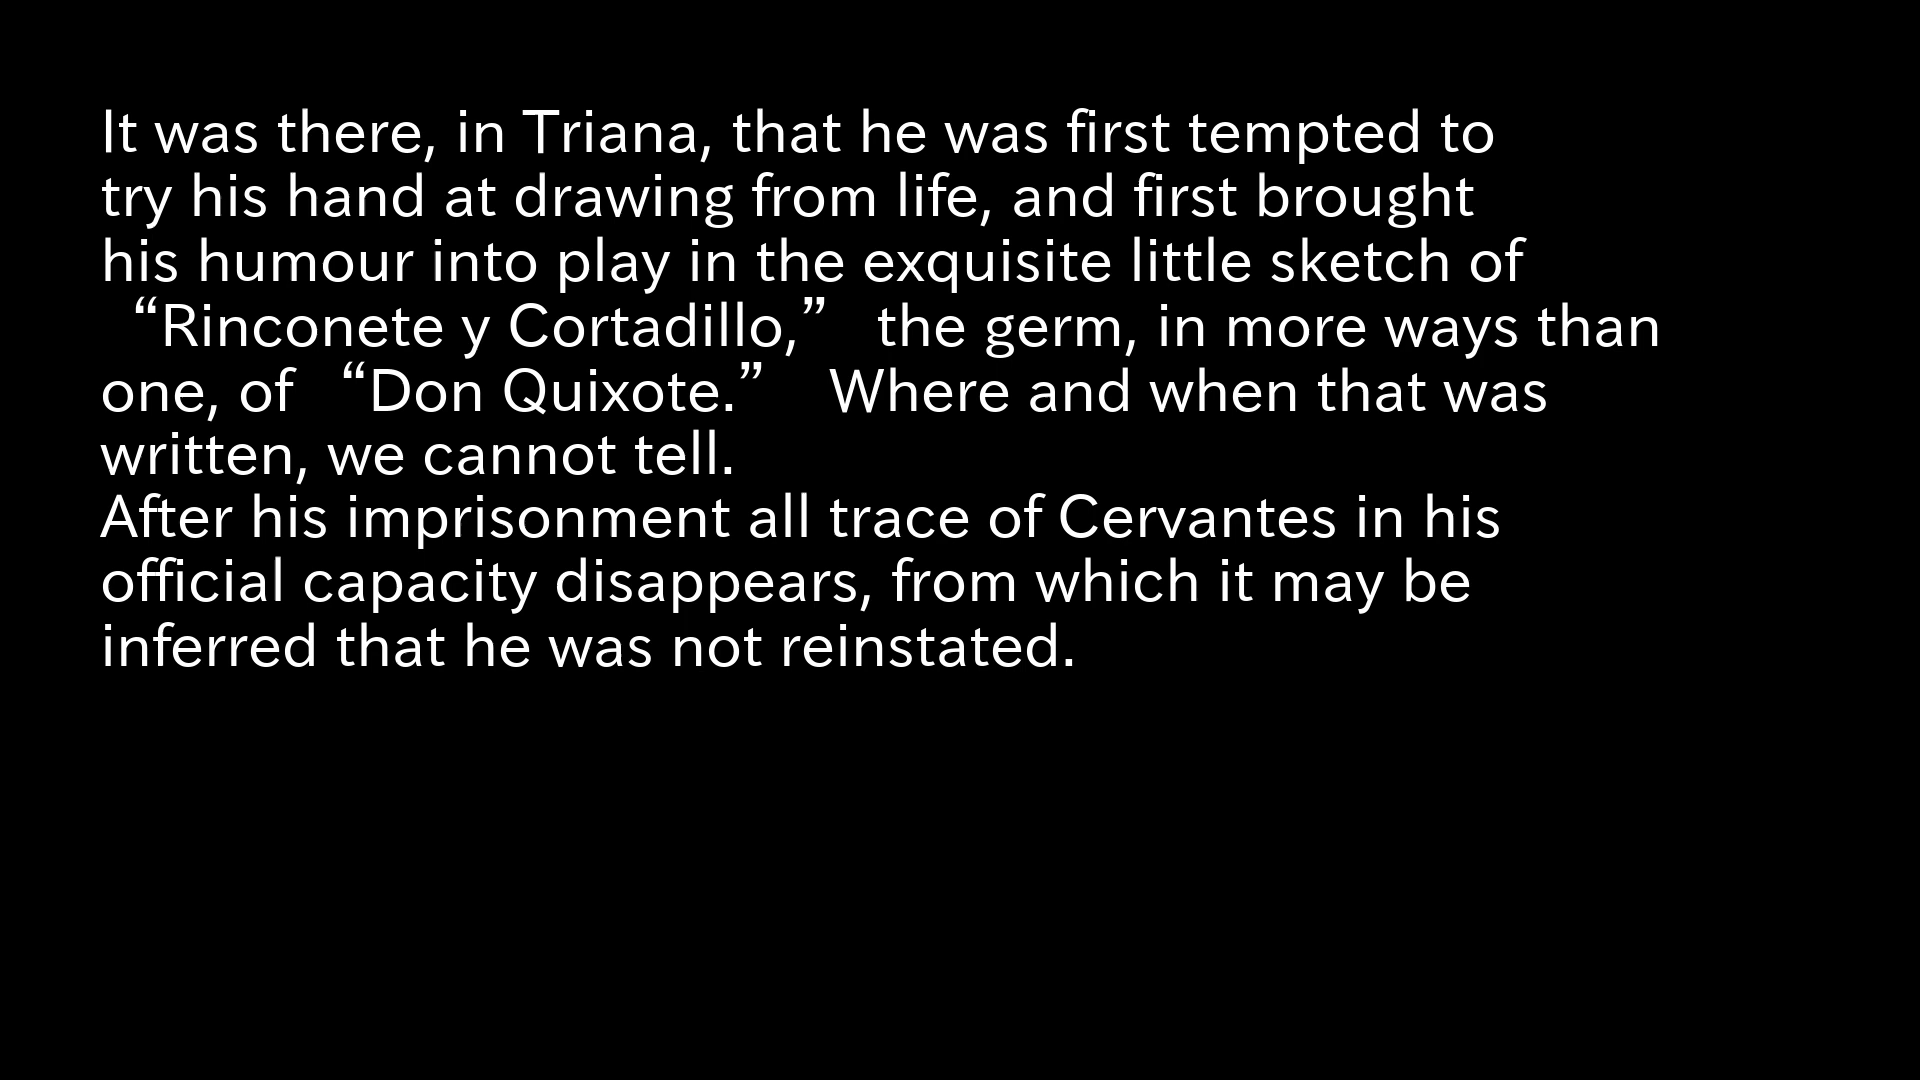 It was there, in Triana, that he was first tempted to
try his hand at drawing from life, and first brought
his humour into play in the exquisite little sketch of
“Rinconete y Cortadillo,” the germ, in more ways than
one, of “Don Quixote.” Where and when that was
written, we cannot tell.
After his imprisonment all trace of Cervantes in his
official capacity disappears, from which it may be
inferred that he was not reinstated.